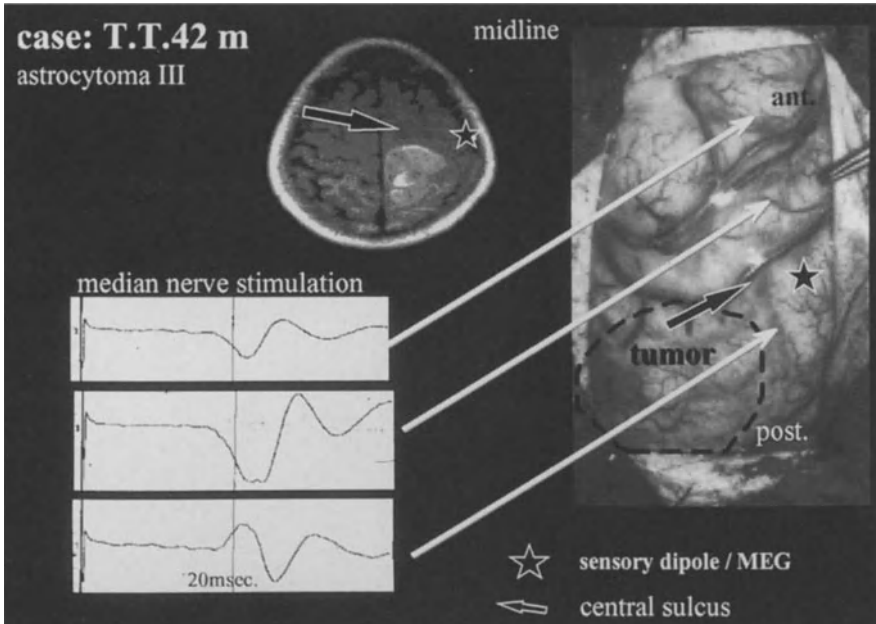 case: T.T.42 m
astrocytoma III
midline
ant.
median nerve stimulation
tumor
post.
20msec.
sensory dipole / MEG
central sulcus